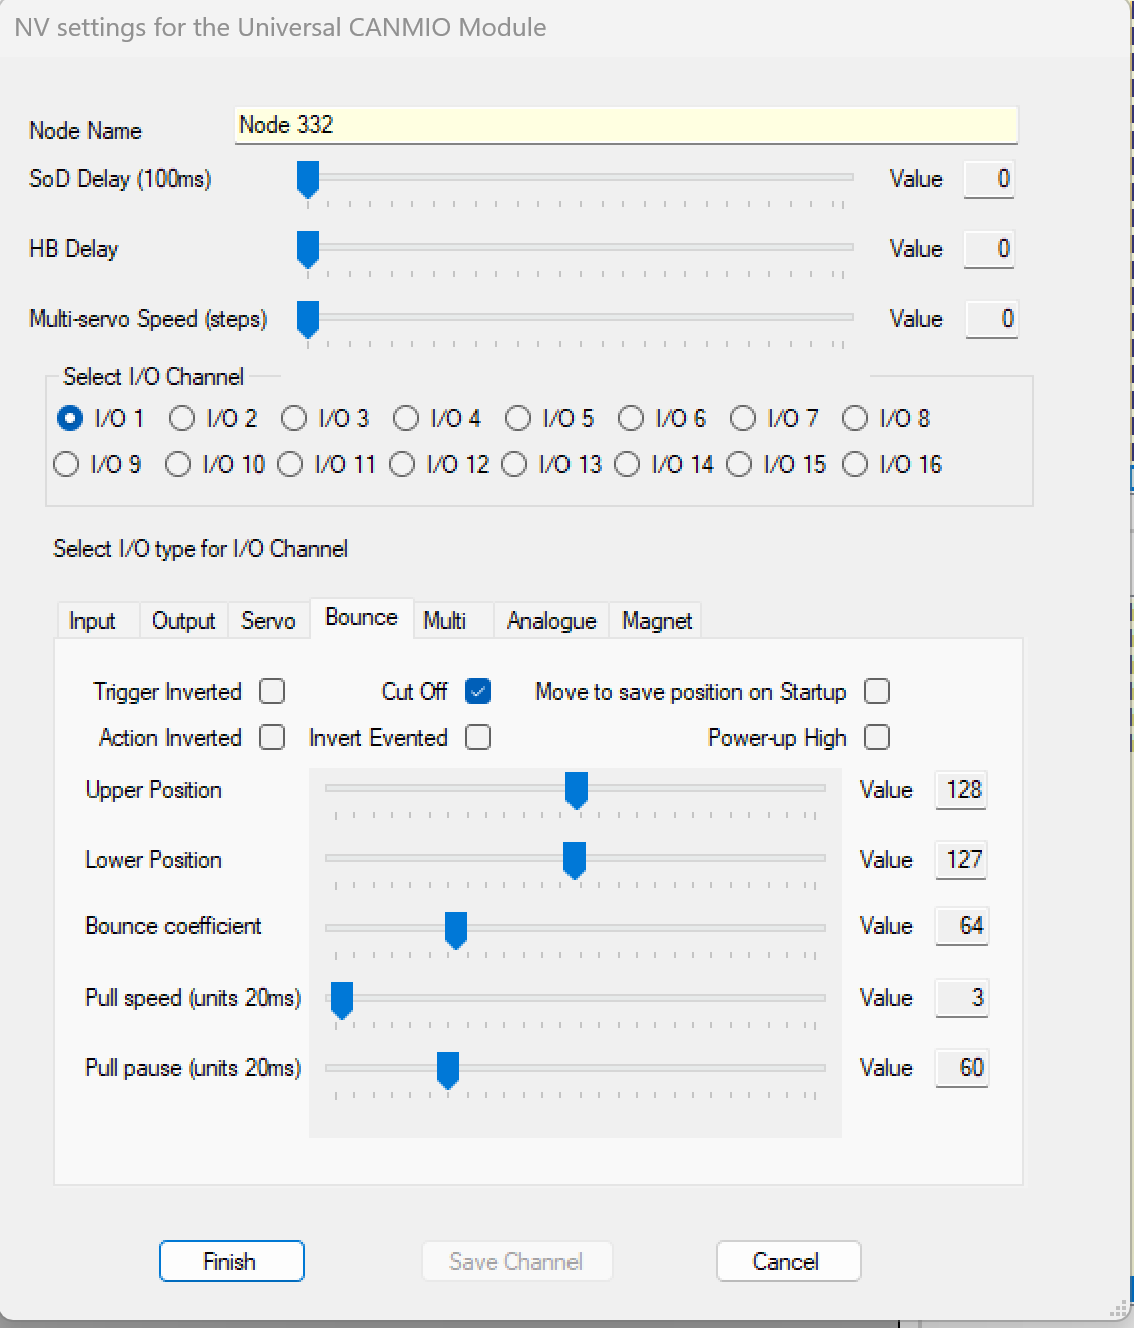 NV settings for the Universal CANMIO Module
Node Name Node 332
SoD Delay (100ms) Value 0
HB Delay Value 0
Multi-servo Speed (steps) Value 0
Select I/O Channel
I/O 1 I/O 2 I/O 3 I/O 4 I/O 5 I/O 6 I/O 7 I/O 8
I/O 9 I/O 10 I/O 11 I/O 12 I/O 13 I/O 14 I/O 15 I/O 16
Select I/O type for I/O Channel
Input Output Servo Bounce Multi Analogue Magnet
Trigger Inverted Cut Off Move to save position on Startup
Action Inverted Invert Evented Power-up High
Upper Position Value 128
Lower Position Value 127
Bounce coefficient Value 64
Pull speed (units 20ms) Value 3
Pull pause (units 20ms) Value 60
Finish Save Channel Cancel